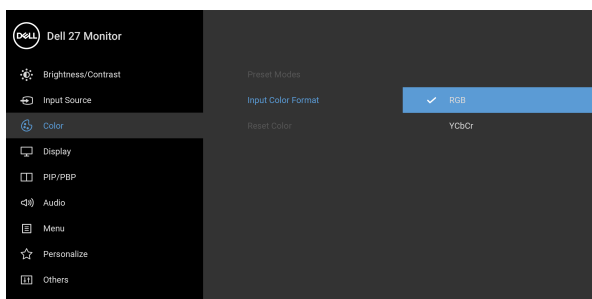 DELL Dell 27 Monitor
Brightness/Contrast
Input Source
Color
Display
PIP/PBP
Audio
Menu
Personalize
Others
Preset Modes
Input Color Format
Reset Color
RGB
YCbCr